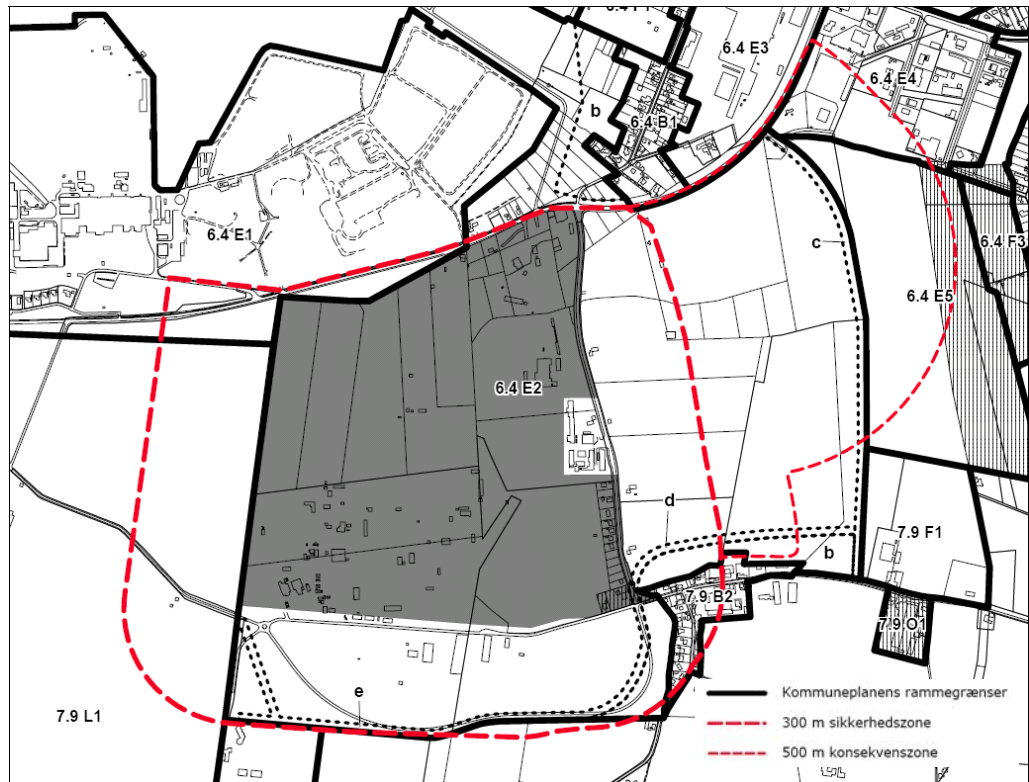 6.4 E3
6.4 E4
b
6.4 B1
6.4 E1
c
6.4 F3
6.4 E5
6.4 E2
d
b
7.9 F1
7.9 B2
7.9 O1
e
7.9 L1
Kommuneplanens rammegrænser
300 m sikkerhedszone
500 m konsekvenszone